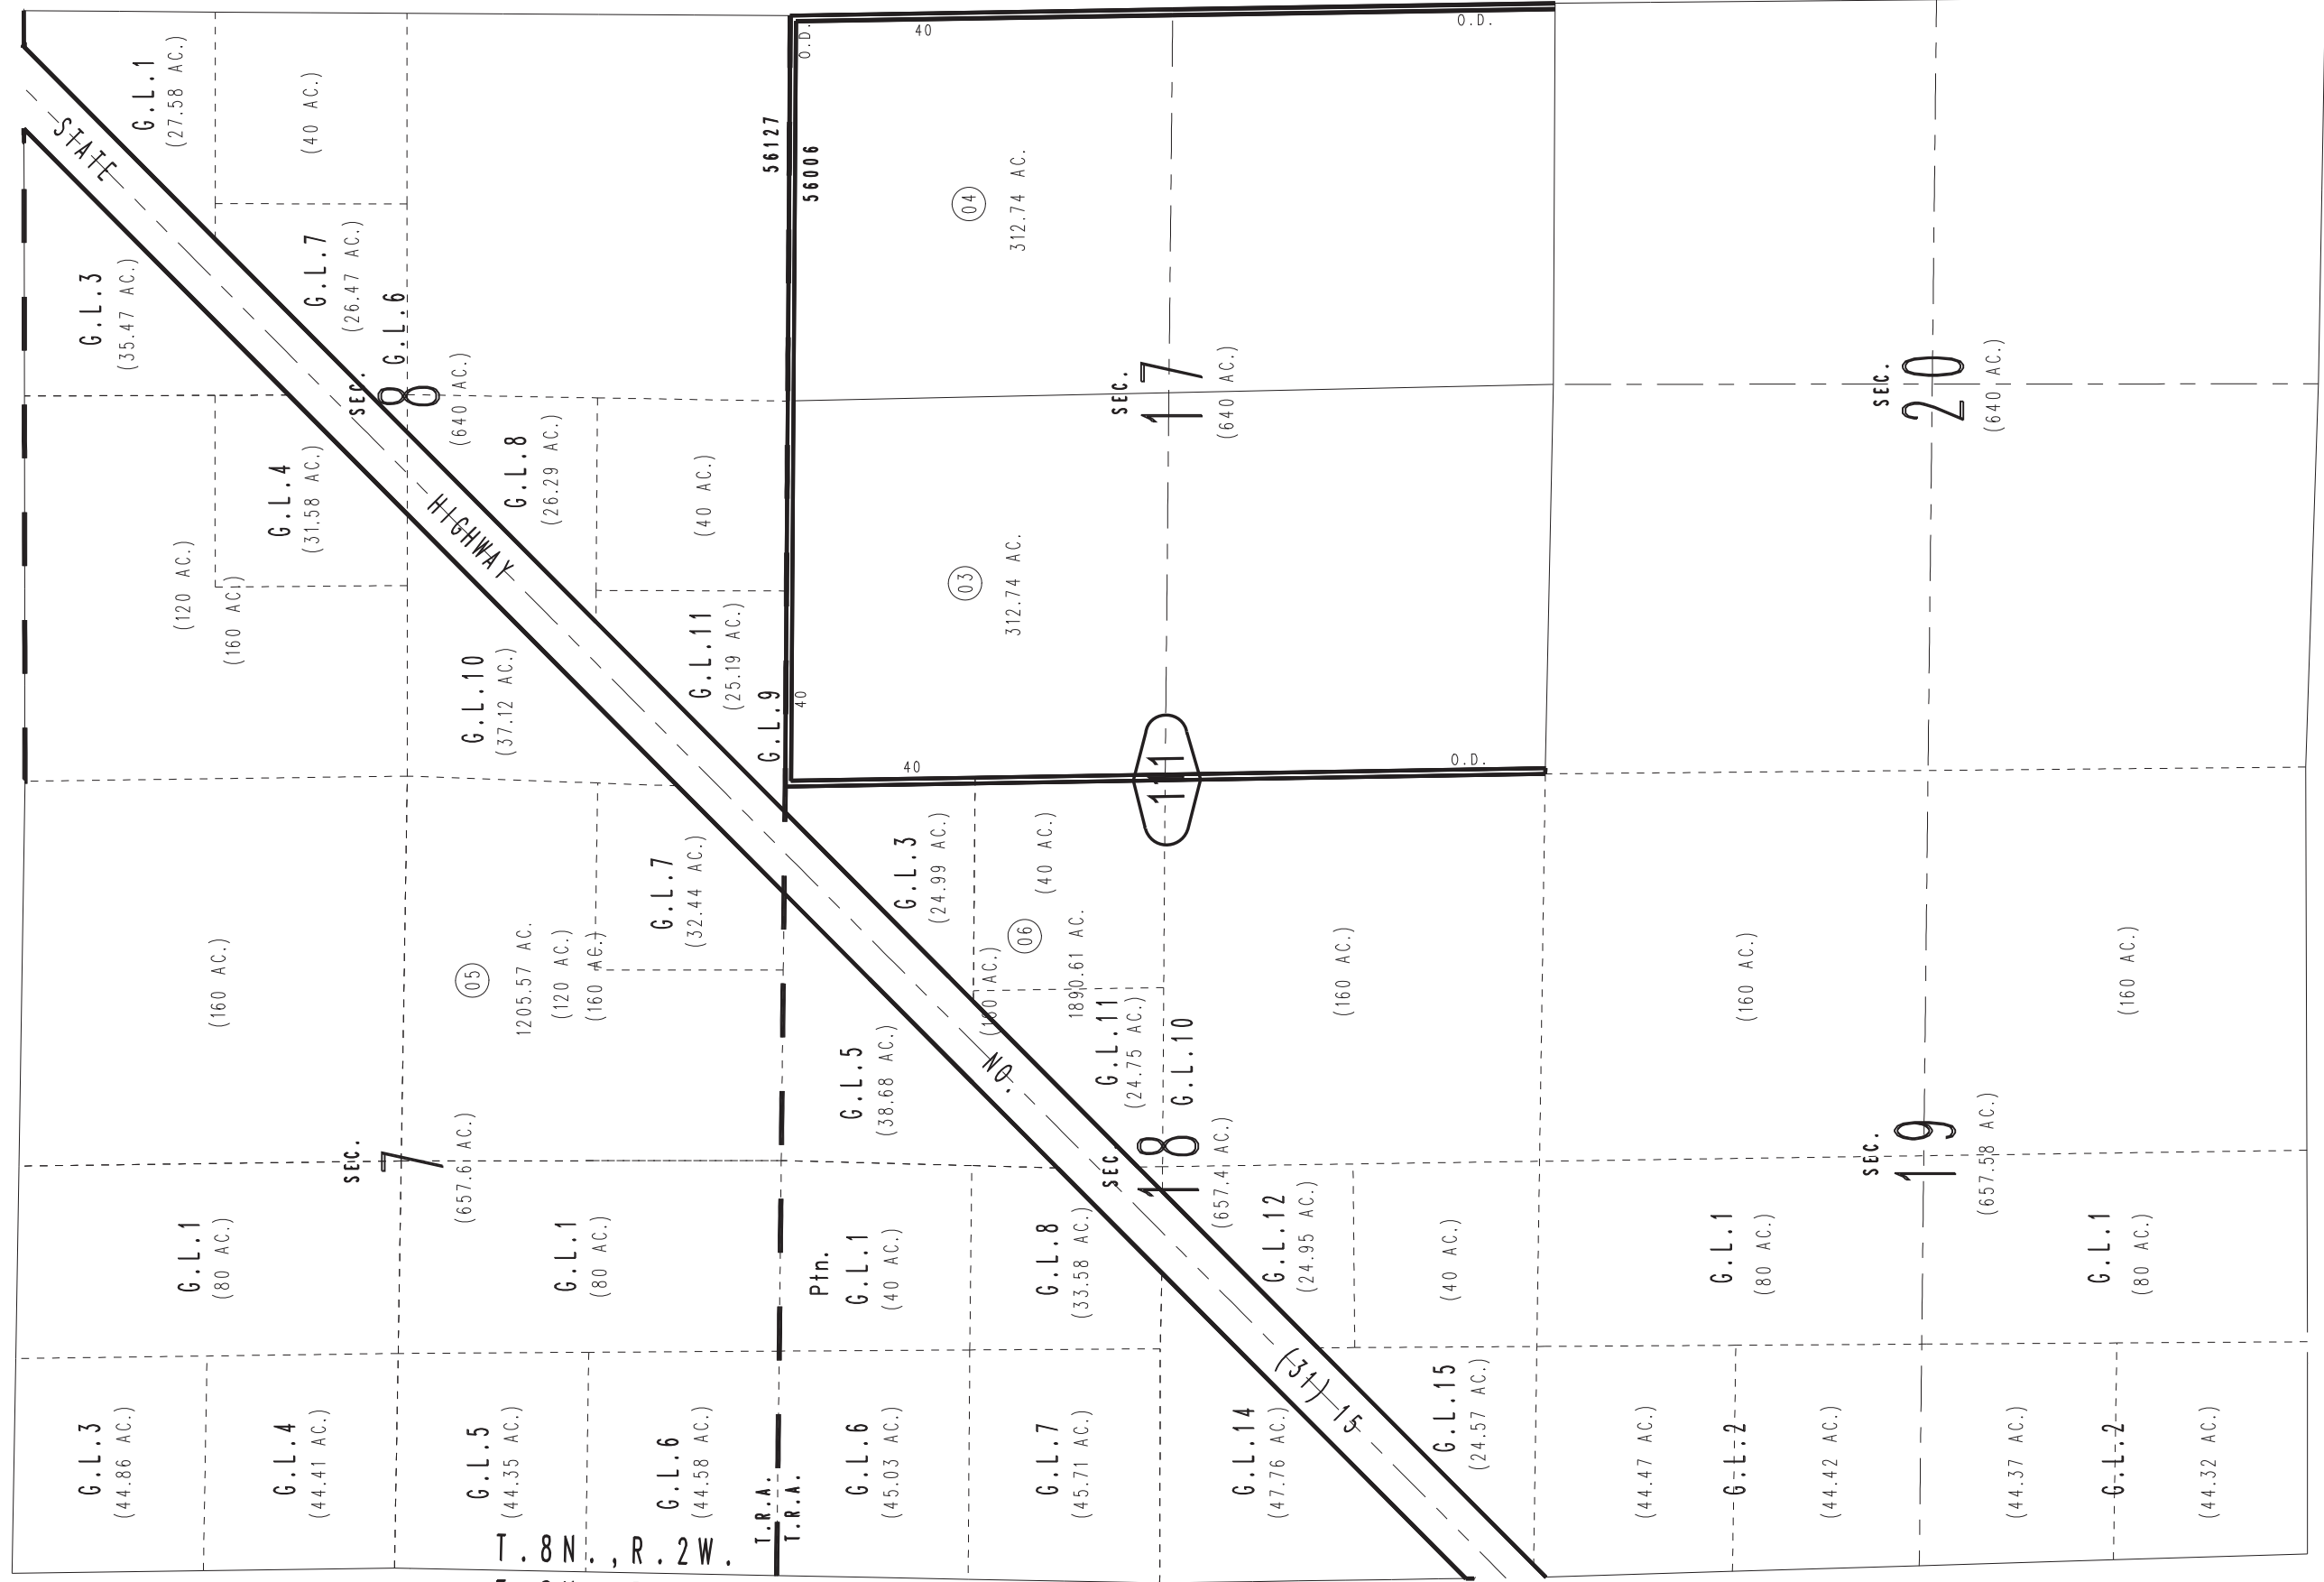 STATE HIGHWAY NO. (31) 15
G.L.1
(27.58 AC.)
(40 AC.)
G.L.3
(35.47 AC.)
G.L.7
(26.47 AC.)
G.L.6
SEC.
8
(640 AC.)
G.L.4
(31.58 AC.)
(120 AC.)
(160 AC.)
G.L.8
(26.29 AC.)
(40 AC.)
G.L.10
(37.12 AC.)
G.L.11
(25.19 AC.)
G.L.9
56127
56006
O.D.
40
O.D.
04
312.74 AC.
SEC.
17
(640 AC.)
03
312.74 AC.
40
40
O.D.
111
SEC.
20
(640 AC.)
(160 AC.)
05
1205.57 AC.
(120 AC.)
(160 AC.)
G.L.7
(32.44 AC.)
SEC.
7
(657.6 AC.)
G.L.1
(80 AC.)
G.L.1
(80 AC.)
G.L.3
(44.86 AC.)
G.L.4
(44.41 AC.)
G.L.5
(44.35 AC.)
G.L.6
(44.58 AC.)
G.L.3
(24.99 AC.)
(40 AC.)
06
1890.61 AC.
(160 AC.)
G.L.5
(38.68 AC.)
G.L.11
(24.75 AC.)
G.L.10
(160 AC.)
SEC.
18
(657.4 AC.)
Ptn.
G.L.1
(40 AC.)
G.L.8
(33.58 AC.)
G.L.12
(24.95 AC.)
(40 AC.)
G.L.6
(45.03 AC.)
G.L.7
(45.71 AC.)
G.L.14
(47.76 AC.)
G.L.15
(24.57 AC.)
(160 AC.)
(160 AC.)
SEC.
19
(657.58 AC.)
G.L.1
(80 AC.)
G.L.1
(80 AC.)
(44.47 AC.)
G.L.2
(44.42 AC.)
(44.37 AC.)
G.L.2
(44.32 AC.)
T.R.A.
T.R.A.
T.8N.,R.2W.